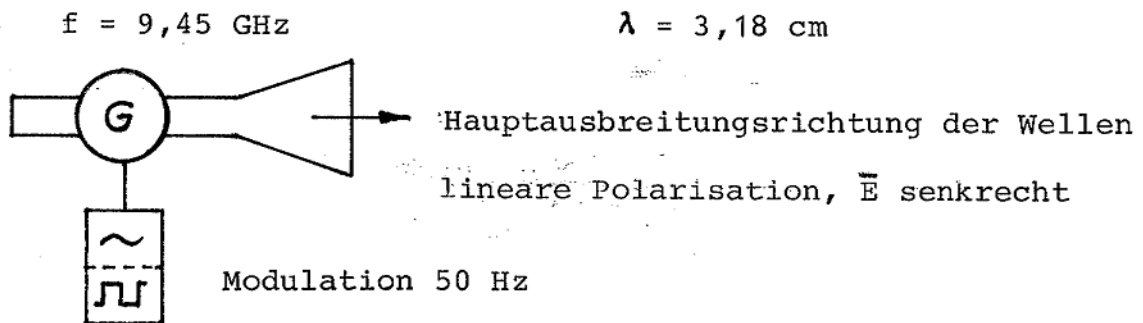 f = 9,45 GHz
λ = 3,18 cm
G
Hauptausbreitungsrichtung der Wellen
lineare Polarisation, E̅ senkrecht
Modulation 50 Hz